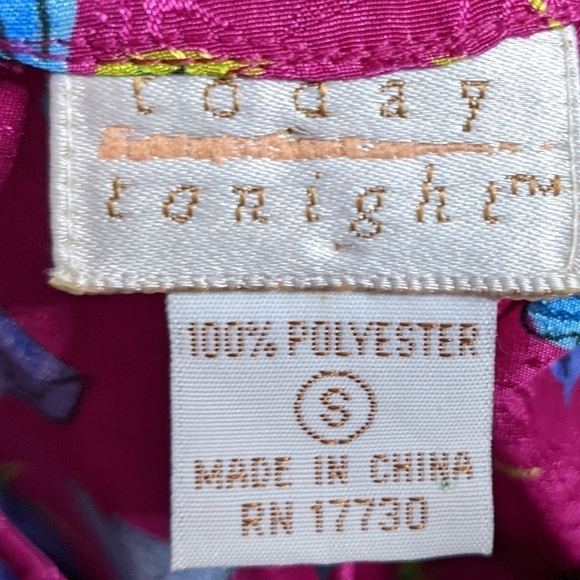 today
tonight™
100% POLYESTER
S
MADE IN CHINA
RN 17730